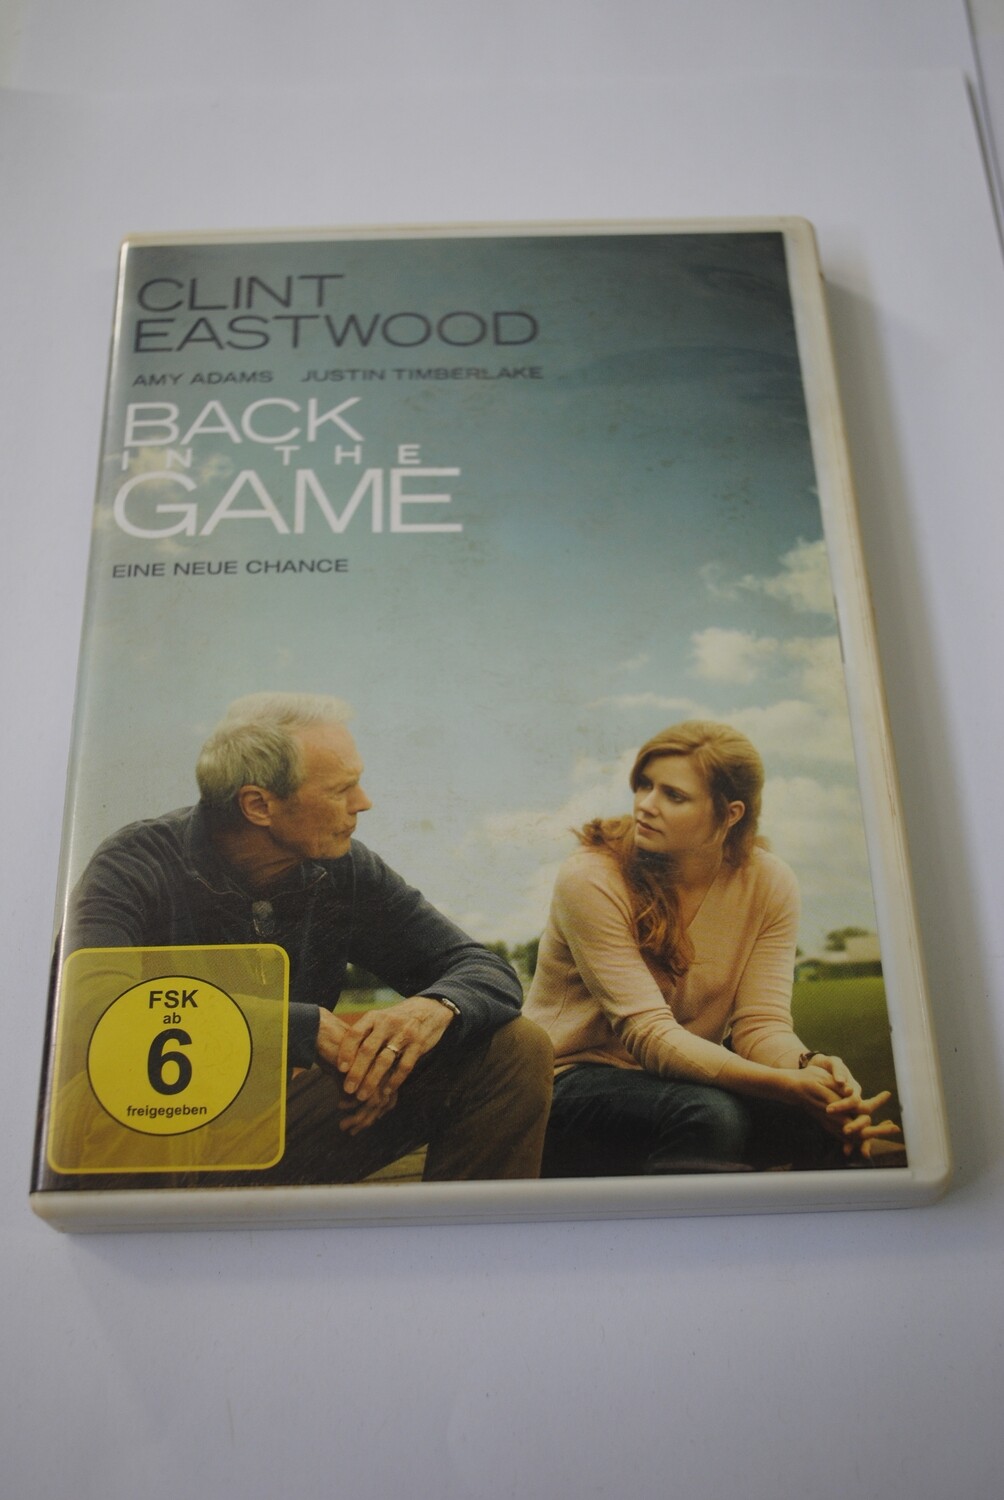 CLINT
EASTWOOD
AMY ADAMS JUSTIN TIMBERLAKE
BACK
IN THE
GAME
EINE NEUE CHANCE
FSK
ab
6
freigegeben